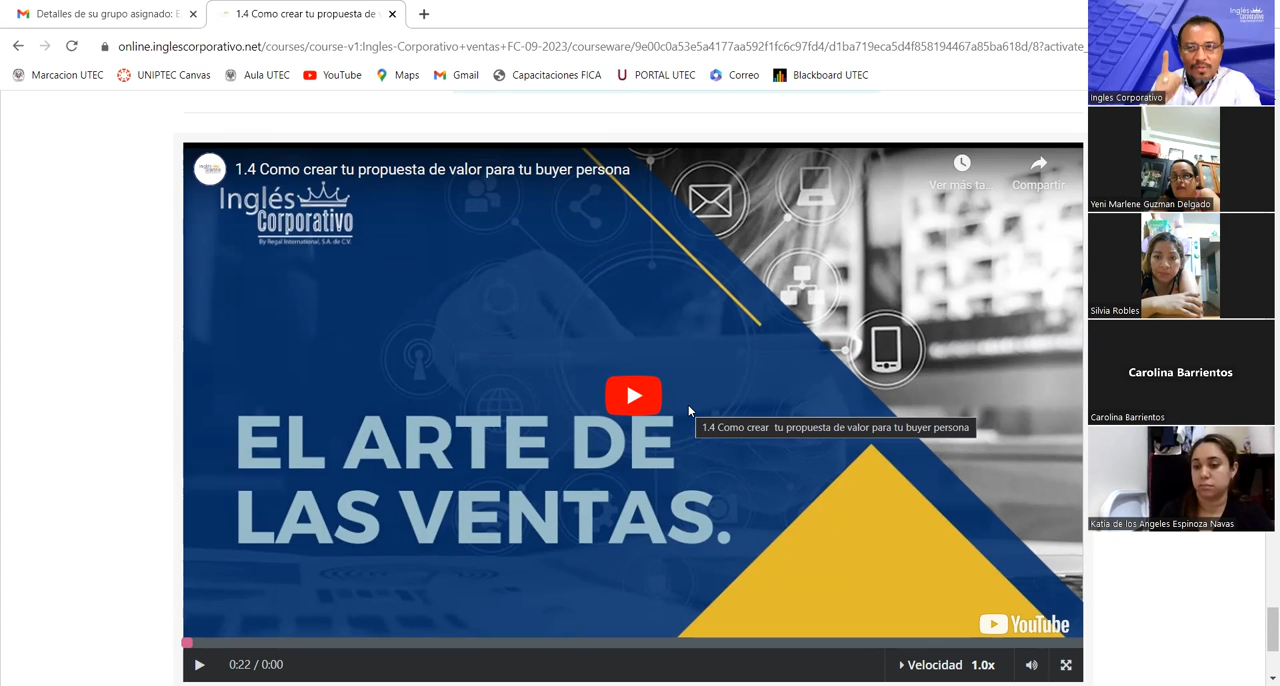 Detalles de su grupo asignado: E
1.4 Como crear tu propuesta de v
online.inglescorporativo.net/courses/course-v1:Ingles-Corporativo+ventas+FC-09-2023/courseware/9e00c0a53e5a4177aa592f1fc6c97fd4/d1ba719eca5d4f858194467a85ba618d/8?activate_
Marcacion UTEC
UNIPTEC Canvas
Aula UTEC
YouTube
Maps
Gmail
Capacitaciones FICA
PORTAL UTEC
Correo
Blackboard UTEC
1.4 Como crear tu propuesta de valor para tu buyer persona
Ver más ta...
Compartir
Inglés
Corporativo
By Regal International, S.A. de C.V.
EL ARTE DE
LAS VENTAS.
1.4 Como crear tu propuesta de valor para tu buyer persona
YouTube
0:22 / 0:00
Velocidad 1.0x
Inglés
Corporativo
Ingles Corporativo
Yeni Marlene Guzman Delgado
Silvia Robles
Carolina Barrientos
Carolina Barrientos
Katia de los Angeles Espinoza Navas